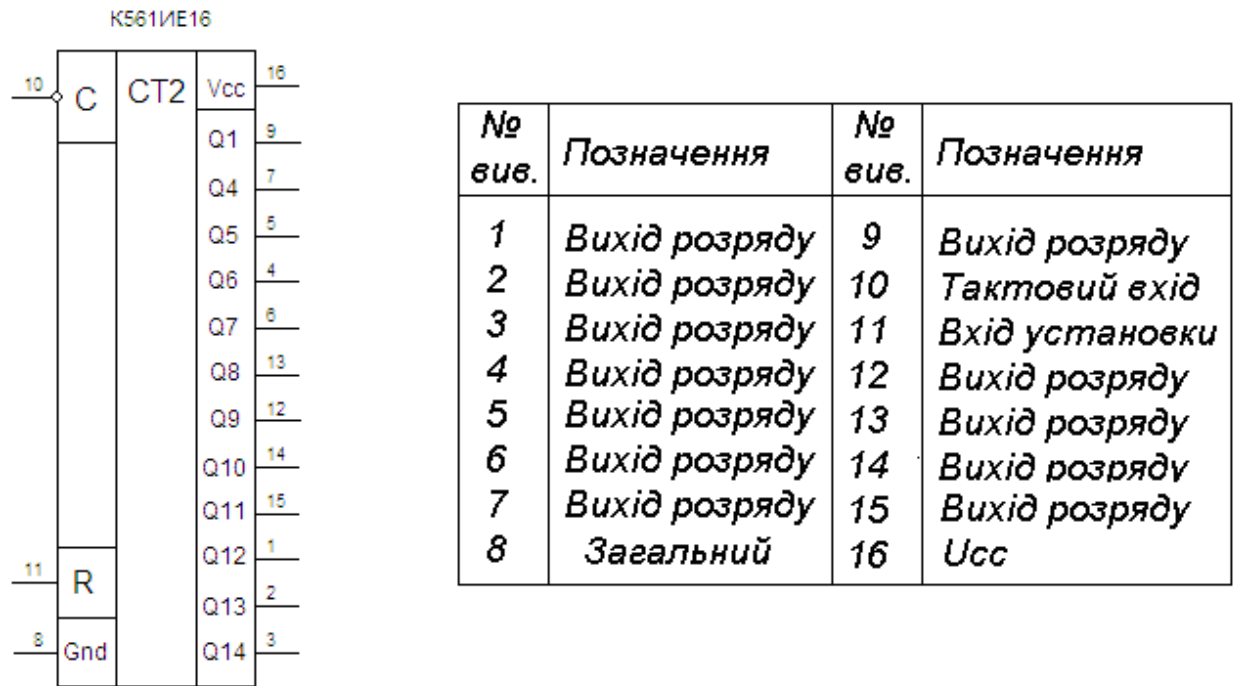 К561ИЕ16
10 C CT2 Vcc 16
Q1 9
Q4 7
Q5 5
Q6 4
Q7 6
Q8 13
Q9 12
Q10 14
Q11 15
Q12 1
11 R
Q13 2
8 Gnd Q14 3
№ вив. Позначення № вив. Позначення
1 Вихід розряду 9 Вихід розряду
2 Вихід розряду 10 Тактовий вхід
3 Вихід розряду 11 Вхід установки
4 Вихід розряду 12 Вихід розряду
5 Вихід розряду 13 Вихід розряду
6 Вихід розряду 14 Вихід розряду
7 Вихід розряду 15 Вихід розряду
8 Загальний 16 Ucc